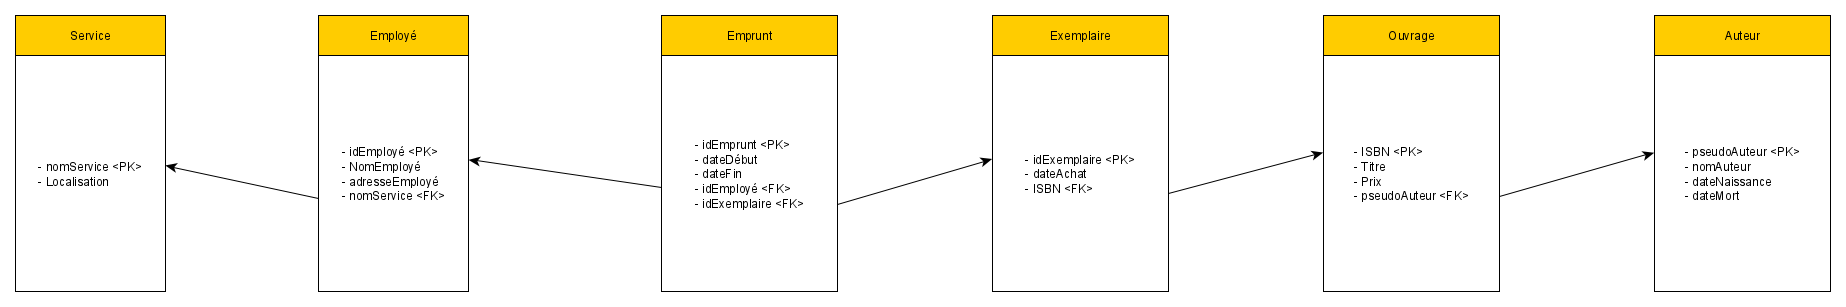 Service
- nomService <PK>
- Localisation
Employé
- idEmployé <PK>
- NomEmployé
- adresseEmployé
- nomService <FK>
Emprunt
- idEmprunt <PK>
- dateDébut
- dateFin
- idEmployé <FK>
- idExemplaire <FK>
Exemplaire
- idExemplaire <PK>
- dateAchat
- ISBN <FK>
Ouvrage
- ISBN <PK>
- Titre
- Prix
- pseudoAuteur <FK>
Auteur
- pseudoAuteur <PK>
- nomAuteur
- dateNaissance
- dateMort